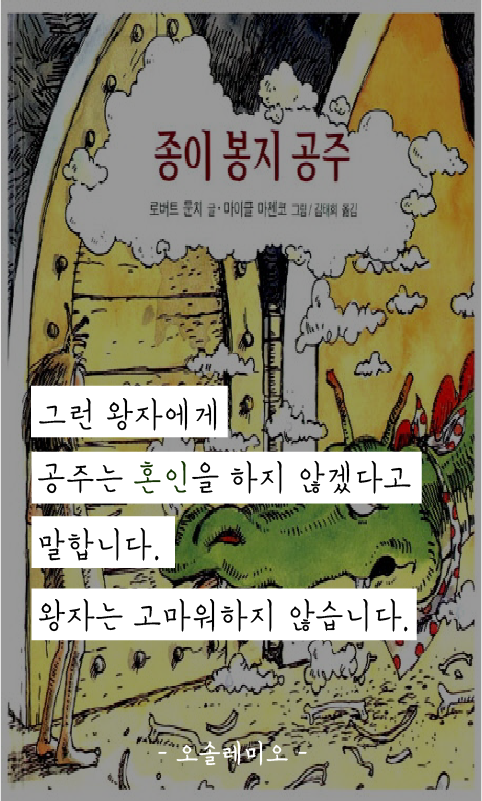 종이 봉지 공주
로버트 문치 글·마이클 마첸코 그림/김태희 옮김
그런 왕자에게
공주는 혼인을 하지 않겠다고
말합니다.
왕자는 고마워하지 않습니다.
- 오솔레미오 -